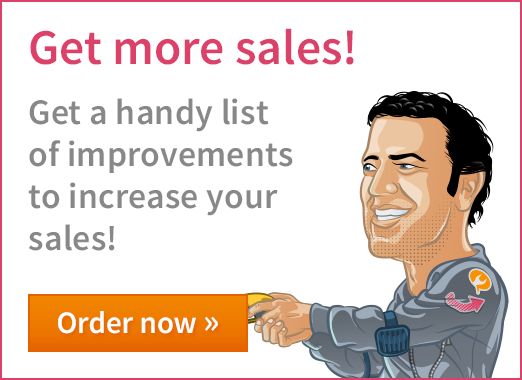 Get more sales!
Get a handy list
of improvements
to increase your
sales!
Order now »